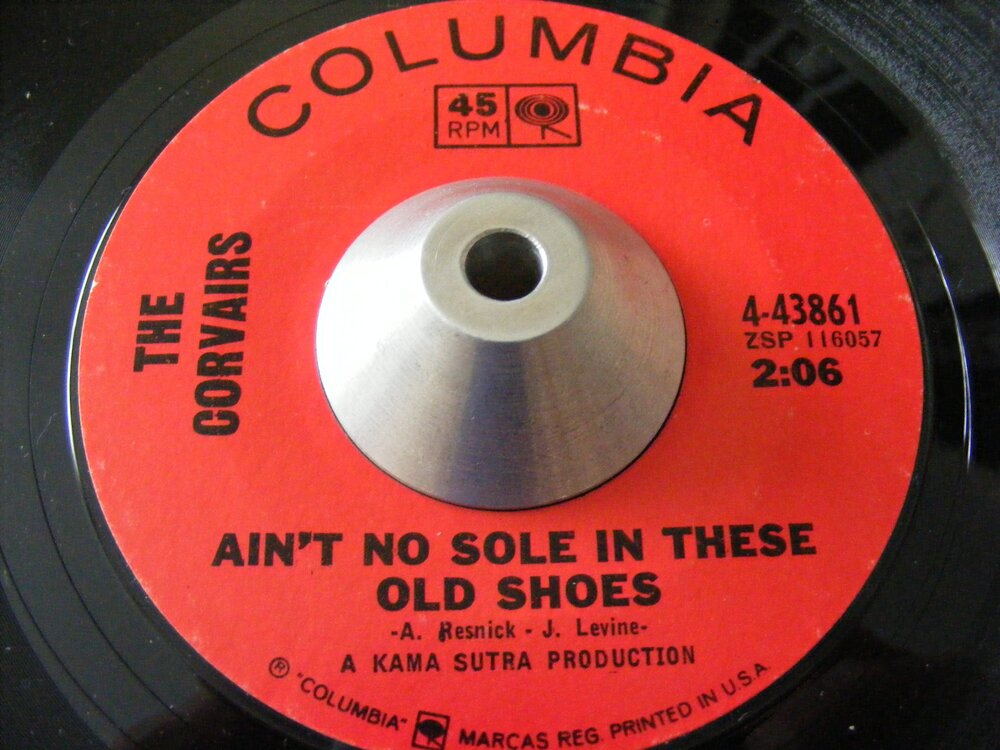 COLUMBIA
45
RPM
THE
CORVAIRS
4-43861
ZSP 116057
2:06
AIN'T NO SOLE IN THESE
OLD SHOES
-A. Resnick - J. Levine-
A KAMA SUTRA PRODUCTION
® "COLUMBIA" MARCAS REG. PRINTED IN U.S.A.